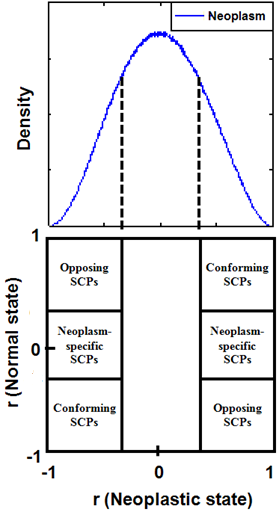 Neoplasm
Density
1
Opposing
SCPs
Conforming
SCPs
r (Normal state)
0
Neoplasm-
specific
SCPs
Neoplasm-
specific
SCPs
Conforming
SCPs
Opposing
SCPs
-1
-1
0
1
r (Neoplastic state)